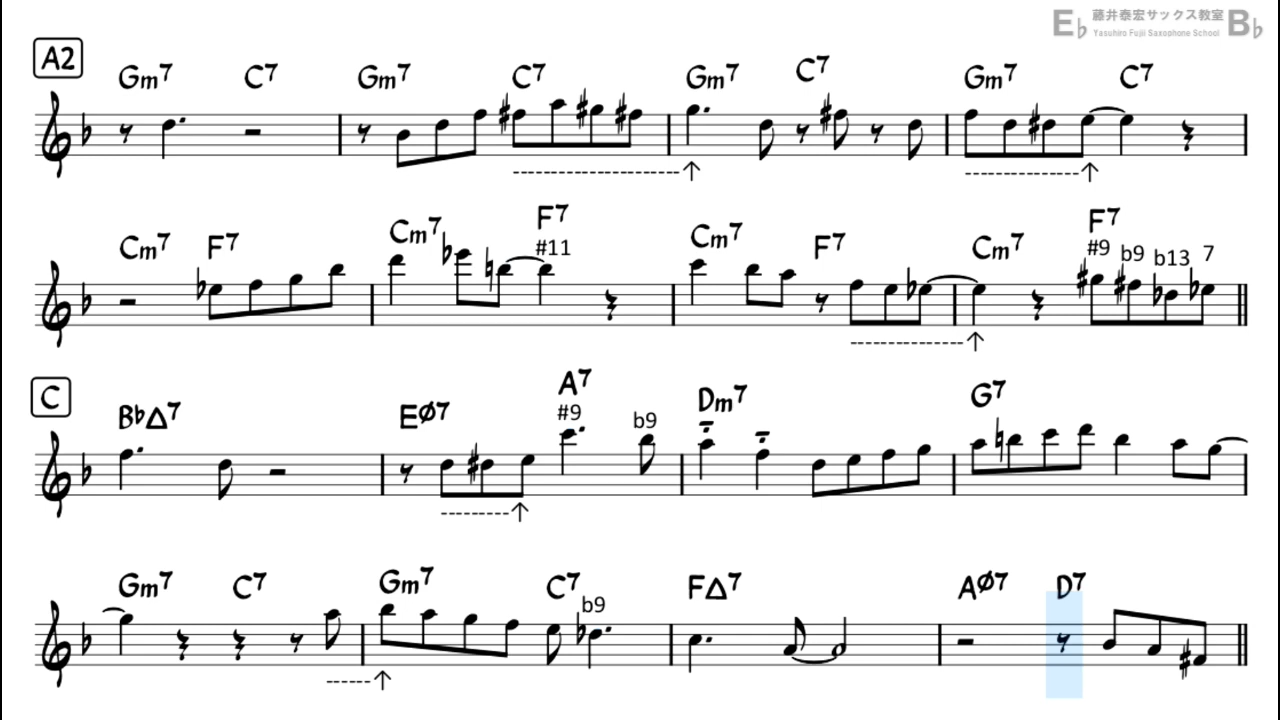 E♭ 藤井泰宏サックス教室 B♭
Yasuhiro Fujii Saxophone School
A2
Gm7 C7 Gm7 C7 Gm7 C7 Gm7 C7
Cm7 F7 Cm7 F7 Cm7 F7 Cm7 F7
#11 #9 b9 b13 7
C
B♭△7 EØ7 A7 Dm7 G7
#9 b9
Gm7 C7 Gm7 C7 F△7 AØ7 D7
b9